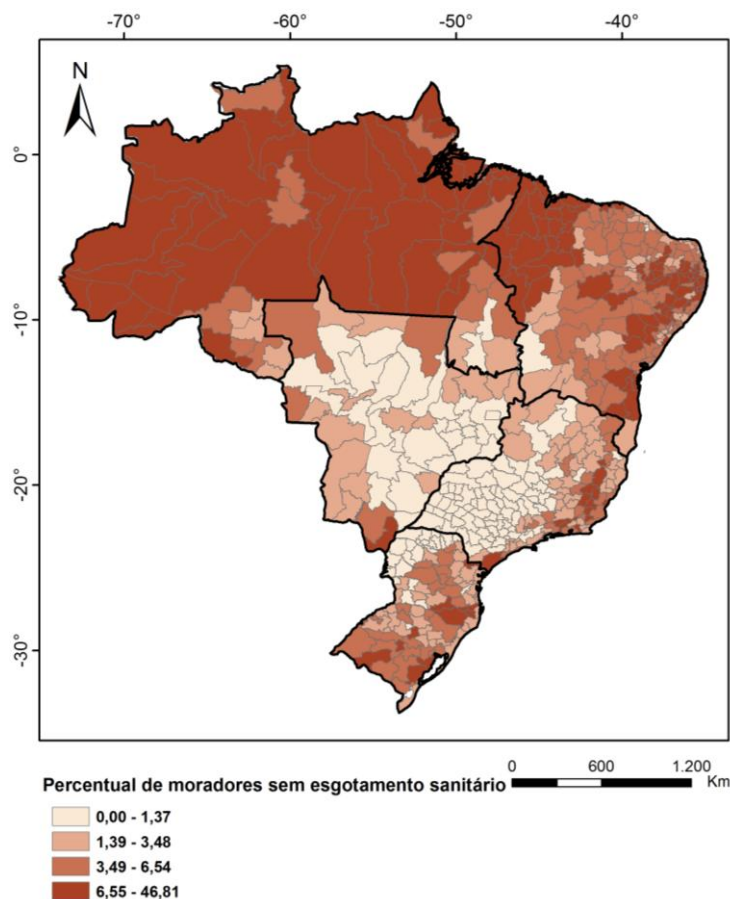 -70° -60° -50° -40°
N
0°
-10°
-20°
-30°
Percentual de moradores sem esgotamento sanitário
0 600 1.200
Km
0,00 - 1,37
1,39 - 3,48
3,49 - 6,54
6,55 - 46,81